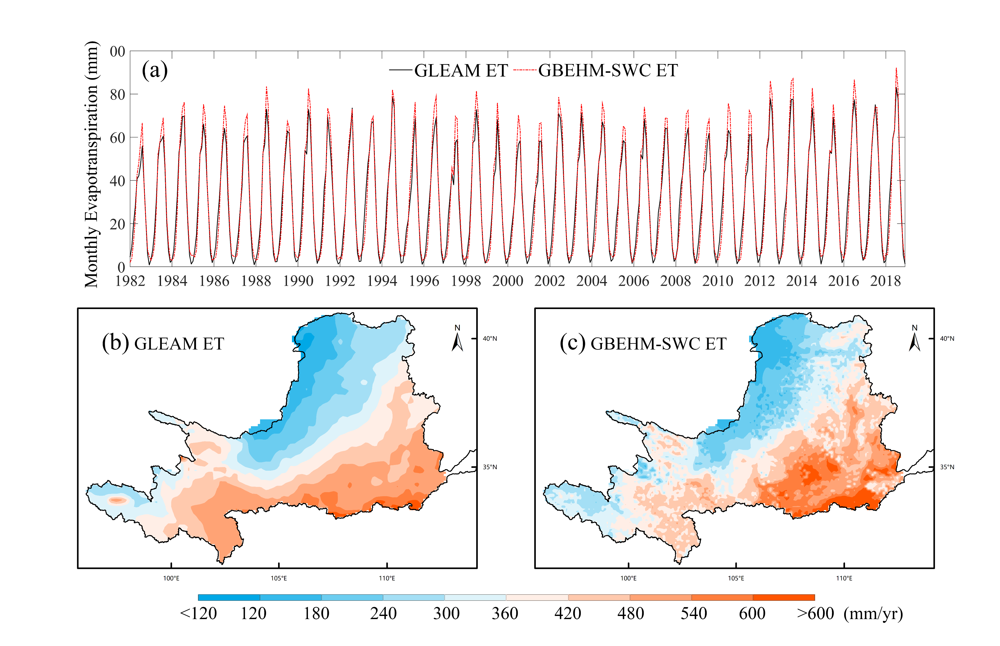 Monthly Evapotranspiration (mm)
00
80
60
40
20
0
(a)
GLEAM ET GBEHM-SWC ET
1982 1984 1986 1988 1990 1992 1994 1996 1998 2000 2002 2004 2006 2008 2010 2012 2014 2016 2018
(b) GLEAM ET
N
40°N
35°N
100°E 105°E 110°E
(c) GBEHM-SWC ET
N
40°N
35°N
100°E 105°E 110°E
<120 120 180 240 300 360 420 480 540 600 >600 (mm/yr)